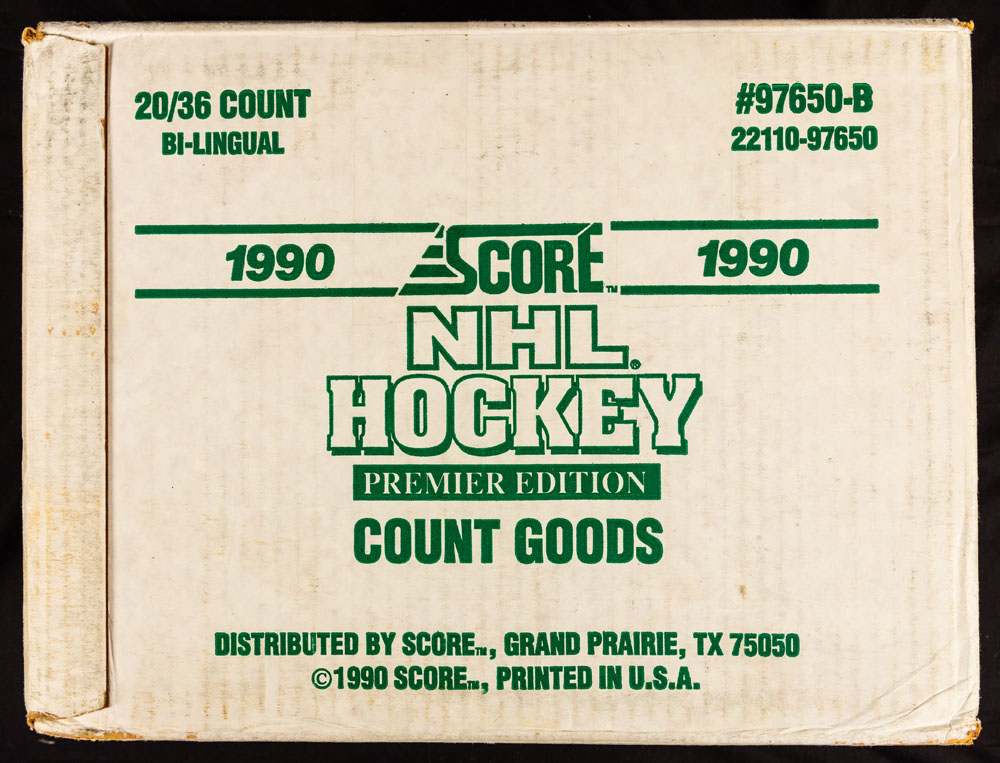 20/36 COUNT
BI-LINGUAL
#97650-B
22110-97650
1990 SCORE™ 1990
NHL®
HOCKEY
PREMIER EDITION
COUNT GOODS
DISTRIBUTED BY SCORE™, GRAND PRAIRIE, TX 75050
©1990 SCORE™, PRINTED IN U.S.A.